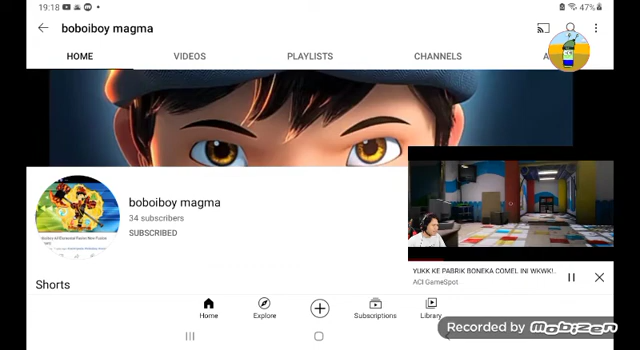 19:18
47%
boboiboy magma
HOME
VIDEOS
PLAYLISTS
CHANNELS
A
boboiboy magma
34 subscribers
SUBSCRIBED
YUKK KE PABRIK BONEKA COMEL INI WKWK!..
ACI GameSpot
Shorts
Home
Explore
Subscriptions
Library
Recorded by Mobizen